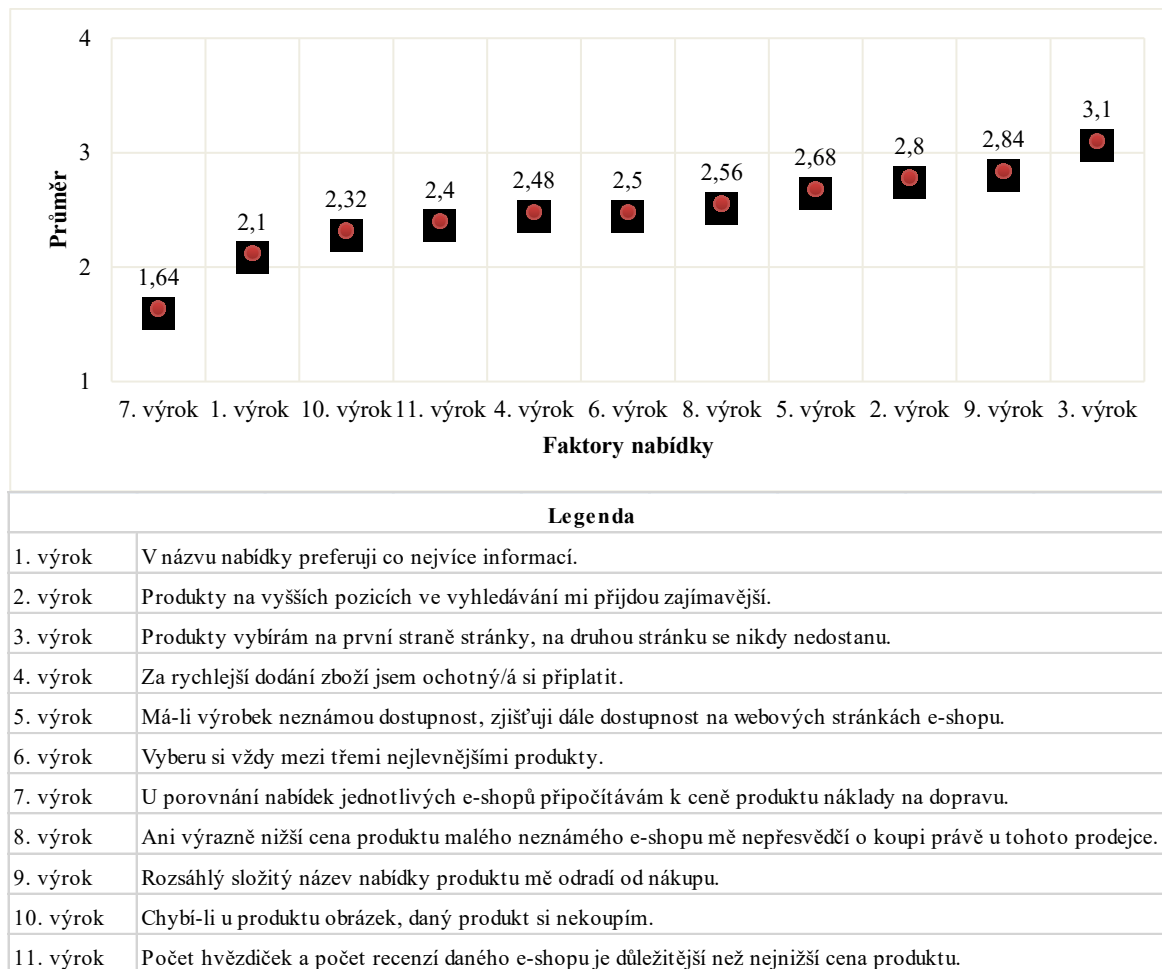 4
3
2
1
Průměr
1,64
2,1
2,32
2,4
2,48
2,5
2,56
2,68
2,8
2,84
3,1
7. výrok 1. výrok 10. výrok 11. výrok 4. výrok 6. výrok 8. výrok 5. výrok 2. výrok 9. výrok 3. výrok
Faktory nabídky
Legenda
1. výrok V názvu nabídky preferuji co nejvíce informací.
2. výrok Produkty na vyšších pozicích ve vyhledávání mi přijdou zajímavější.
3. výrok Produkty vybírám na první straně stránky, na druhou stránku se nikdy nedostanu.
4. výrok Za rychlejší dodání zboží jsem ochotný/á si připlatit.
5. výrok Má-li výrobek neznámou dostupnost, zjišťuji dále dostupnost na webových stránkách e-shopu.
6. výrok Vyberu si vždy mezi třemi nejlevnějšími produkty.
7. výrok U porovnání nabídek jednotlivých e-shopů připočítávám k ceně produktu náklady na dopravu.
8. výrok Ani výrazně nižší cena produktu malého neznámého e-shopu mě nepřesvědčí o koupi právě u tohoto prodejce.
9. výrok Rozsáhlý složitý název nabídky produktu mě odradí od nákupu.
10. výrok Chybí-li u produktu obrázek, daný produkt si nekoupím.
11. výrok Počet hvězdiček a počet recenzí daného e-shopu je důležitější než nejnižší cena produktu.